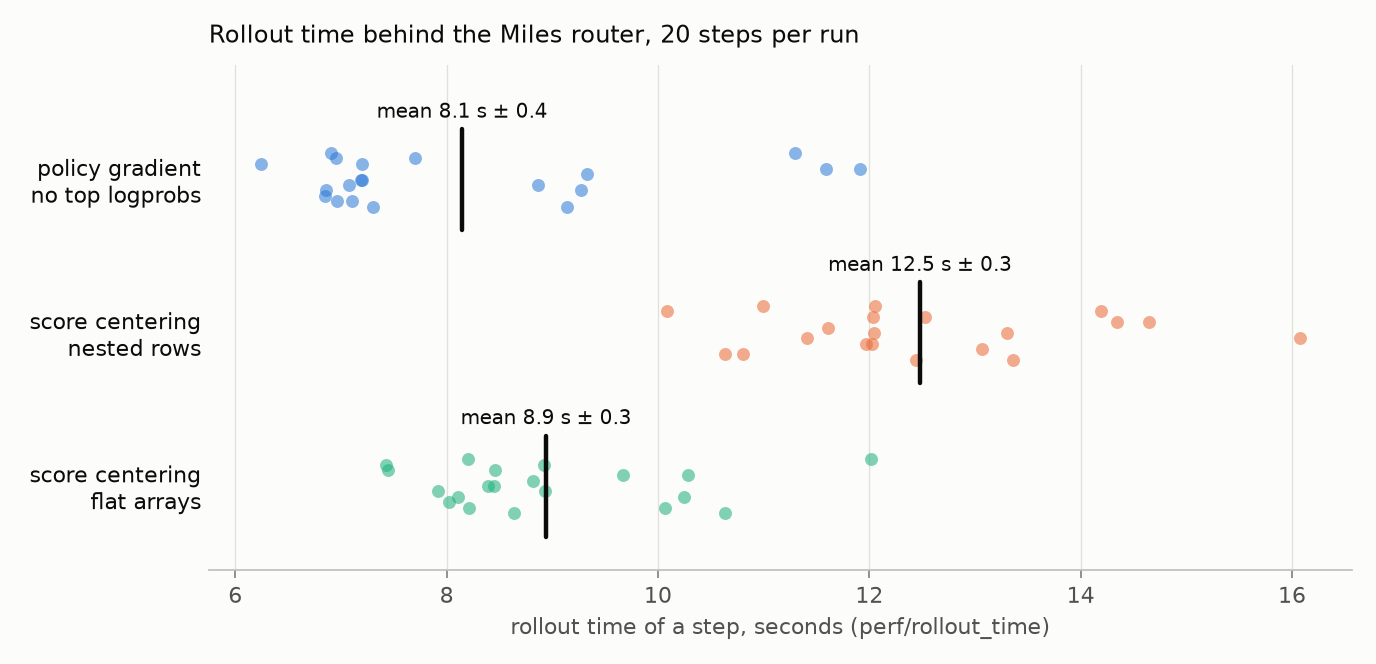 Rollout time behind the Miles router, 20 steps per run
mean 8.1 s ± 0.4
policy gradient
no top logprobs
mean 12.5 s ± 0.3
score centering
nested rows
mean 8.9 s ± 0.3
score centering
flat arrays
6 8 10 12 14 16
rollout time of a step, seconds (perf/rollout_time)